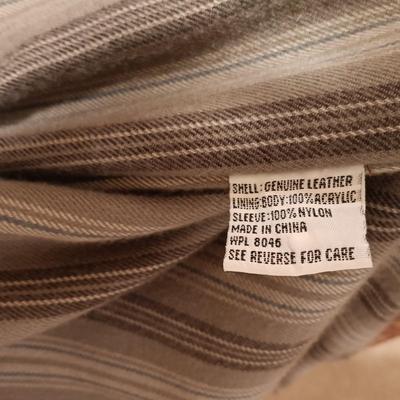 SHELL: GENUINE LEATHER
LINING:BODY:100% ACRYLIC
SLEEVE:100% NYLON
MADE IN CHINA
WPL 8046
SEE REVERSE FOR CARE